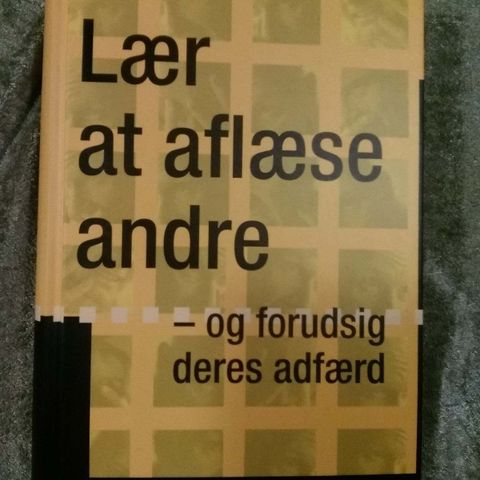 Lær
at aflæse
andre
– og forudsig
deres adfærd